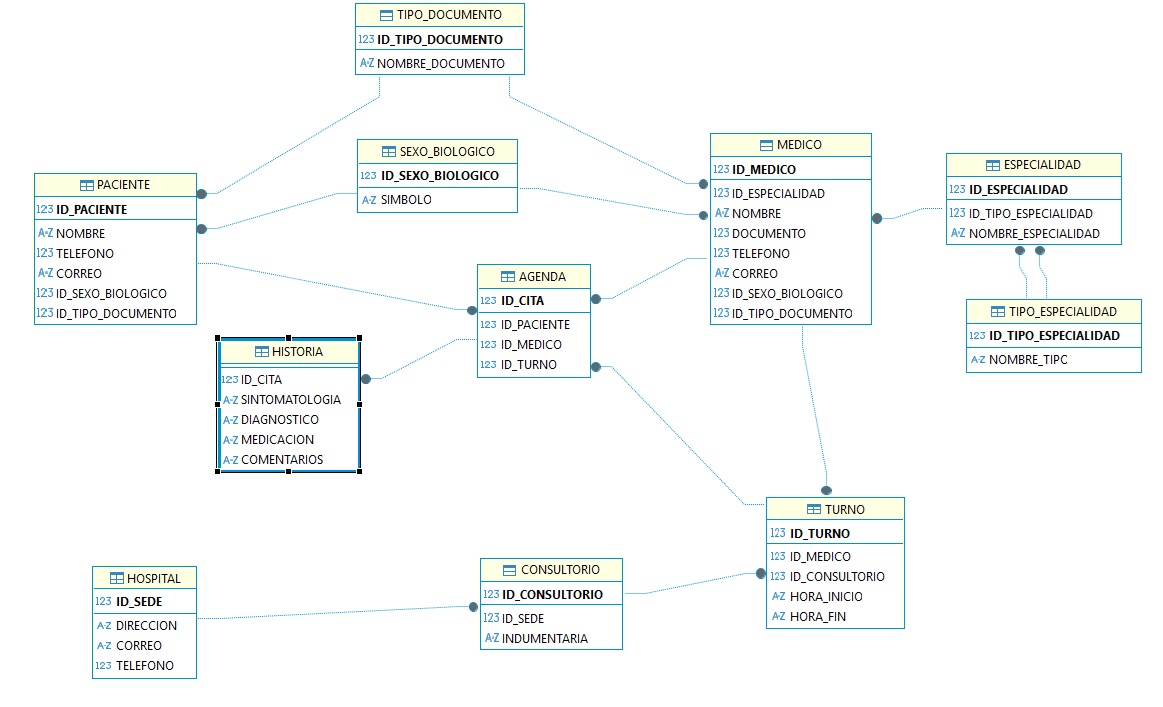 TIPO_DOCUMENTO
123 ID_TIPO_DOCUMENTO
A-Z NOMBRE_DOCUMENTO
SEXO_BIOLOGICO
123 ID_SEXO_BIOLOGICO
A-Z SIMBOLO
MEDICO
123 ID_MEDICO
123 ID_ESPECIALIDAD
A-Z NOMBRE
123 DOCUMENTO
123 TELEFONO
A-Z CORREO
123 ID_SEXO_BIOLOGICO
123 ID_TIPO_DOCUMENTO
ESPECIALIDAD
123 ID_ESPECIALIDAD
123 ID_TIPO_ESPECIALIDAD
A-Z NOMBRE_ESPECIALIDAD
PACIENTE
123 ID_PACIENTE
A-Z NOMBRE
123 TELEFONO
A-Z CORREO
123 ID_SEXO_BIOLOGICO
123 ID_TIPO_DOCUMENTO
AGENDA
123 ID_CITA
123 ID_PACIENTE
123 ID_MEDICO
123 ID_TURNO
TIPO_ESPECIALIDAD
123 ID_TIPO_ESPECIALIDAD
A-Z NOMBRE_TIPC
HISTORIA
123 ID_CITA
A-Z SINTOMATOLOGIA
A-Z DIAGNOSTICO
A-Z MEDICACION
A-Z COMENTARIOS
TURNO
123 ID_TURNO
123 ID_MEDICO
123 ID_CONSULTORIO
A-Z HORA_INICIO
A-Z HORA_FIN
CONSULTORIO
123 ID_CONSULTORIO
123 ID_SEDE
A-Z INDUMENTARIA
HOSPITAL
123 ID_SEDE
A-Z DIRECCION
A-Z CORREO
123 TELEFONO